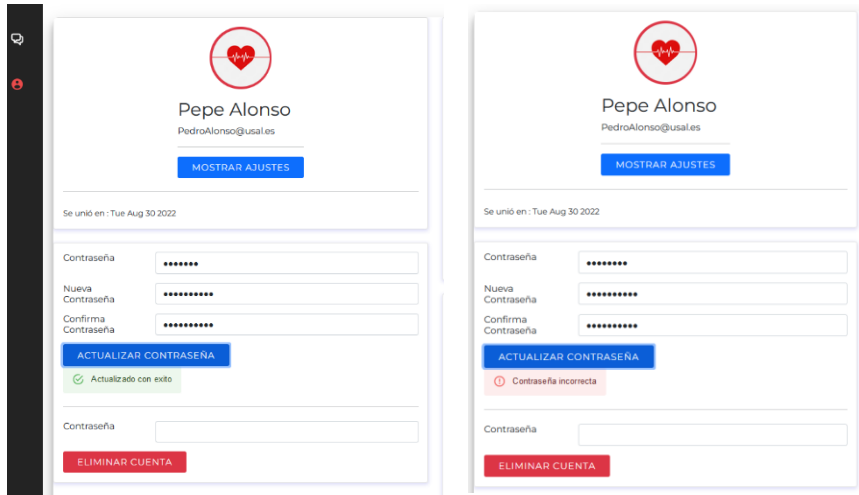 Pepe Alonso
PedroAlonso@usal.es
MOSTRAR AJUSTES
Se unió en : Tue Aug 30 2022
Contraseña
Nueva
Contraseña
Confirma
Contraseña
ACTUALIZAR CONTRASEÑA
Actualizado con exito
Contraseña
ELIMINAR CUENTA
Pepe Alonso
PedroAlonso@usal.es
MOSTRAR AJUSTES
Se unió en : Tue Aug 30 2022
Contraseña
Nueva
Contraseña
Confirma
Contraseña
ACTUALIZAR CONTRASEÑA
Contraseña incorrecta
Contraseña
ELIMINAR CUENTA